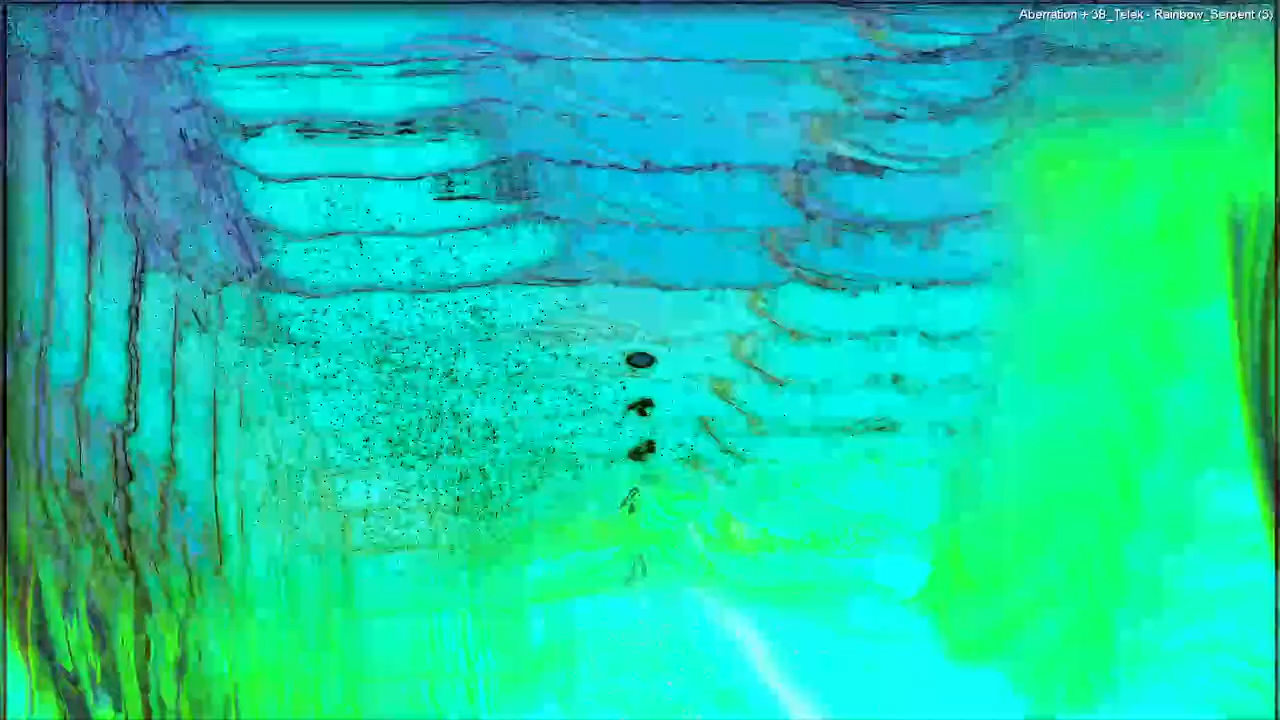 Aberration + 3B_Telek - Rainbow_Serpent (S)